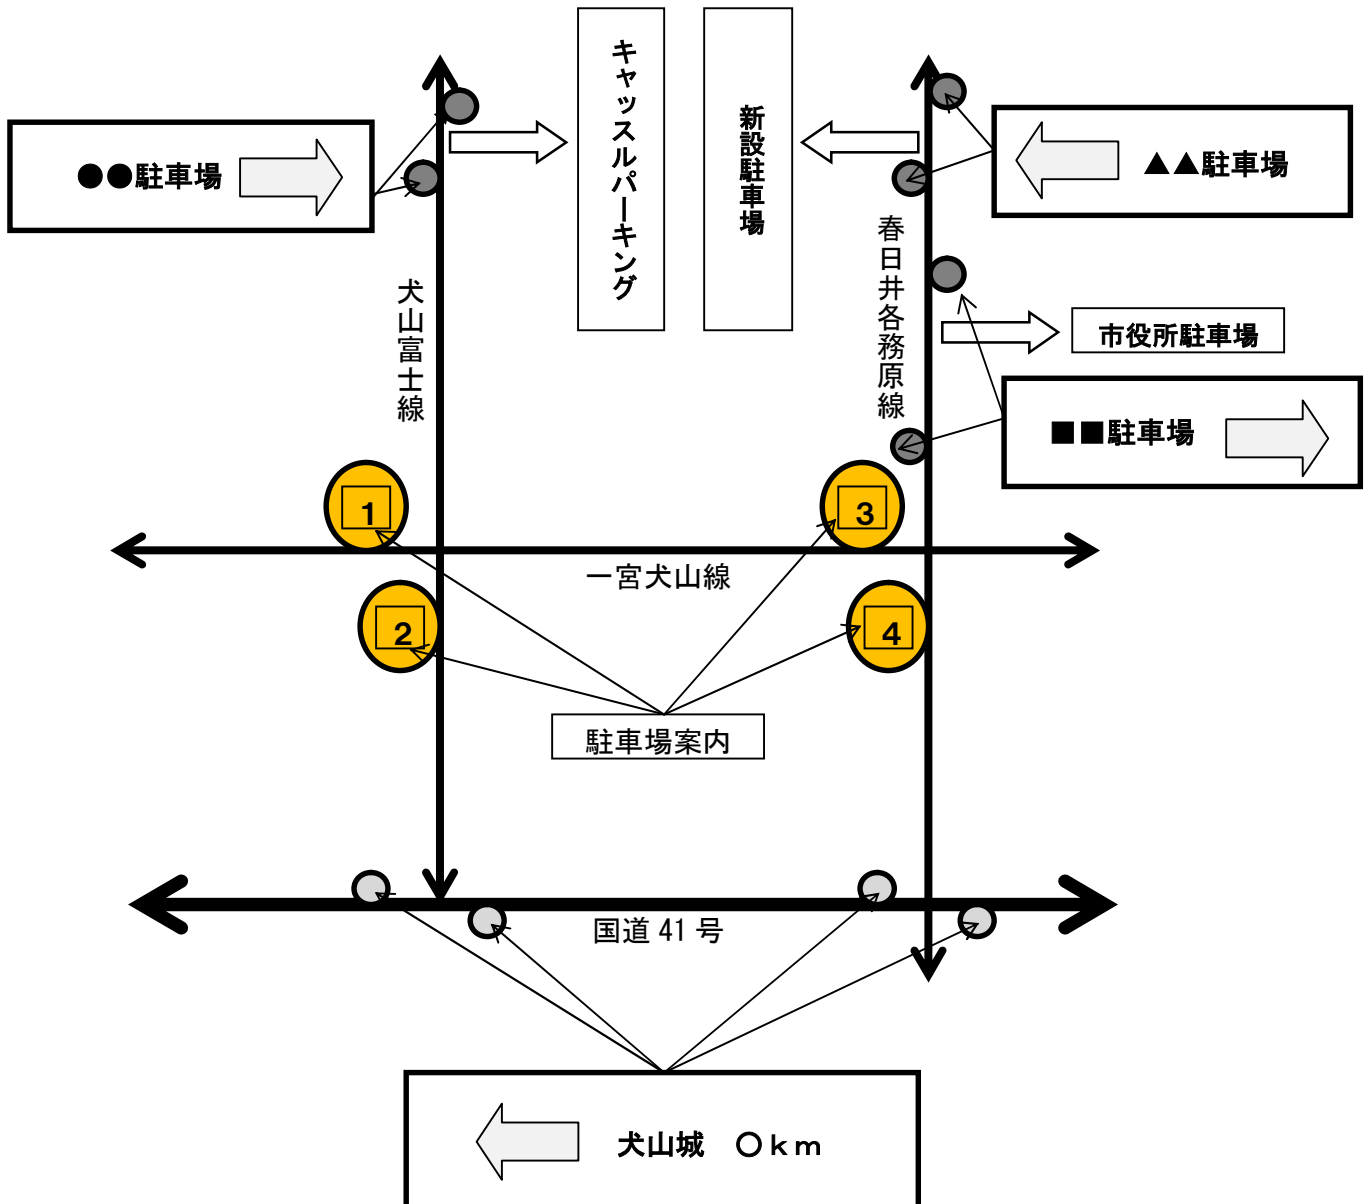 キャッスルパーキング
新設駐車場
●●駐車場
▲▲駐車場
犬山富士線
春日井各務原線
市役所駐車場
■■駐車場
1
3
一宮犬山線
2
4
駐車場案内
国道 41 号
犬山城　○ｋｍ